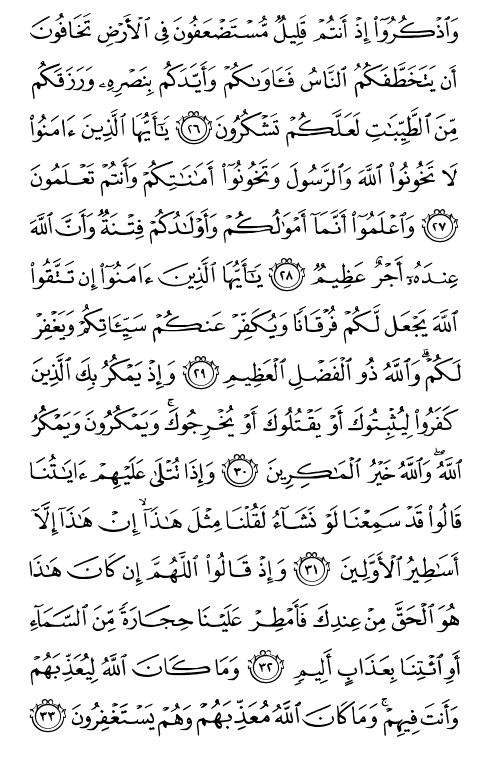 وَاذْكُرُوٓا۟ إِذْ أَنتُمْ قَلِيلٌ مُّسْتَضْعَفُونَ فِى الْأَرْضِ تَخَافُونَ
أَن يَتَخَطَّفَكُمُ النَّاسُ فَـَٔاوَىٰكُمْ وَأَيَّدَكُم بِنَصْرِهِۦ وَرَزَقَكُم
مِّنَ الطَّيِّبَٰتِ لَعَلَّكُمْ تَشْكُرُونَ ٢٦ يَٰٓأَيُّهَا الَّذِينَ ءَامَنُوا۟
لَا تَخُونُوا۟ اللَّهَ وَالرَّسُولَ وَتَخُونُوٓا۟ أَمَٰنَٰتِكُمْ وَأَنتُمْ تَعْلَمُونَ
٢٧ وَاعْلَمُوٓا۟ أَنَّمَآ أَمْوَٰلُكُمْ وَأَوْلَٰدُكُمْ فِتْنَةٌ وَأَنَّ اللَّهَ
عِندَهُۥٓ أَجْرٌ عَظِيمٌ ٢٨ يَٰٓأَيُّهَا الَّذِينَ ءَامَنُوٓا۟ إِن تَتَّقُوا۟
اللَّهَ يَجْعَل لَّكُمْ فُرْقَانًا وَيُكَفِّرْ عَنكُمْ سَيِّـَٔاتِكُمْ وَيَغْفِرْ
لَكُمْ ۗ وَاللَّهُ ذُو الْفَضْلِ الْعَظِيمِ ٢٩ وَإِذْ يَمْكُرُ بِكَ الَّذِينَ
كَفَرُوا۟ لِيُثْبِتُوكَ أَوْ يَقْتُلُوكَ أَوْ يُخْرِجُوكَ ۚ وَيَمْكُرُونَ وَيَمْكُرُ
اللَّهُ ۖ وَاللَّهُ خَيْرُ الْمَٰكِرِينَ ٣٠ وَإِذَا تُتْلَىٰ عَلَيْهِمْ ءَايَٰتُنَا
قَالُوا۟ قَدْ سَمِعْنَا لَوْ نَشَآءُ لَقُلْنَا مِثْلَ هَٰذَآ ۙ إِنْ هَٰذَآ إِلَّآ
أَسَٰطِيرُ الْأَوَّلِينَ ٣١ وَإِذْ قَالُوا۟ اللَّهُمَّ إِن كَانَ هَٰذَا
هُوَ الْحَقَّ مِنْ عِندِكَ فَأَمْطِرْ عَلَيْنَا حِجَارَةً مِّنَ السَّمَآءِ
أَوِ ائْتِنَا بِعَذَابٍ أَلِيمٍ ٣٢ وَمَا كَانَ اللَّهُ لِيُعَذِّبَهُمْ
وَأَنتَ فِيهِمْ ۚ وَمَا كَانَ اللَّهُ مُعَذِّبَهُمْ وَهُمْ يَسْتَغْفِرُونَ ٣٣